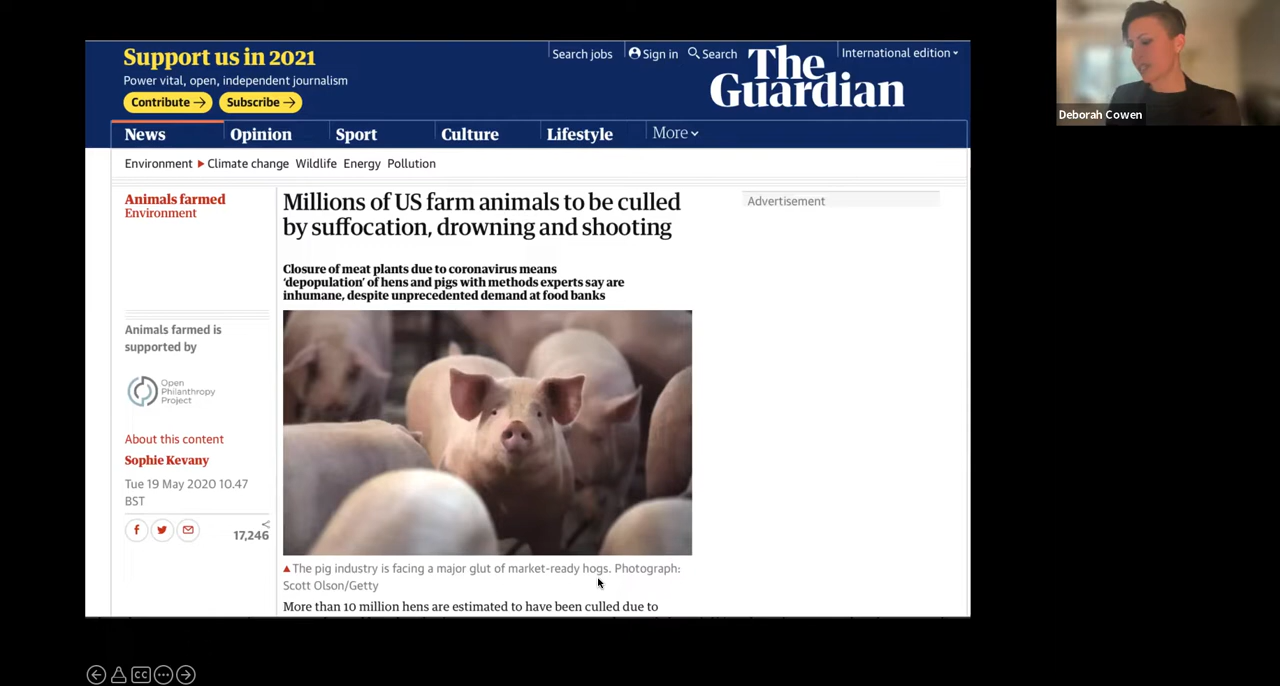 Support us in 2021
Power vital, open, independent journalism
Contribute →
Subscribe →
Search jobs
Sign in
Search
International edition
The
Guardian
News
Opinion
Sport
Culture
Lifestyle
More
Environment
Climate change
Wildlife
Energy
Pollution
Animals farmed
Environment
Millions of US farm animals to be culled
by suffocation, drowning and shooting
Closure of meat plants due to coronavirus means
‘depopulation’ of hens and pigs with methods experts say are
inhumane, despite unprecedented demand at food banks
Advertisement
Animals farmed is
supported by
Open
Philanthropy
Project
About this content
Sophie Kevany
Tue 19 May 2020 10.47
BST
17,246
The pig industry is facing a major glut of market-ready hogs. Photograph:
Scott Olson/Getty
More than 10 million hens are estimated to have been culled due to
Deborah Cowen
CC